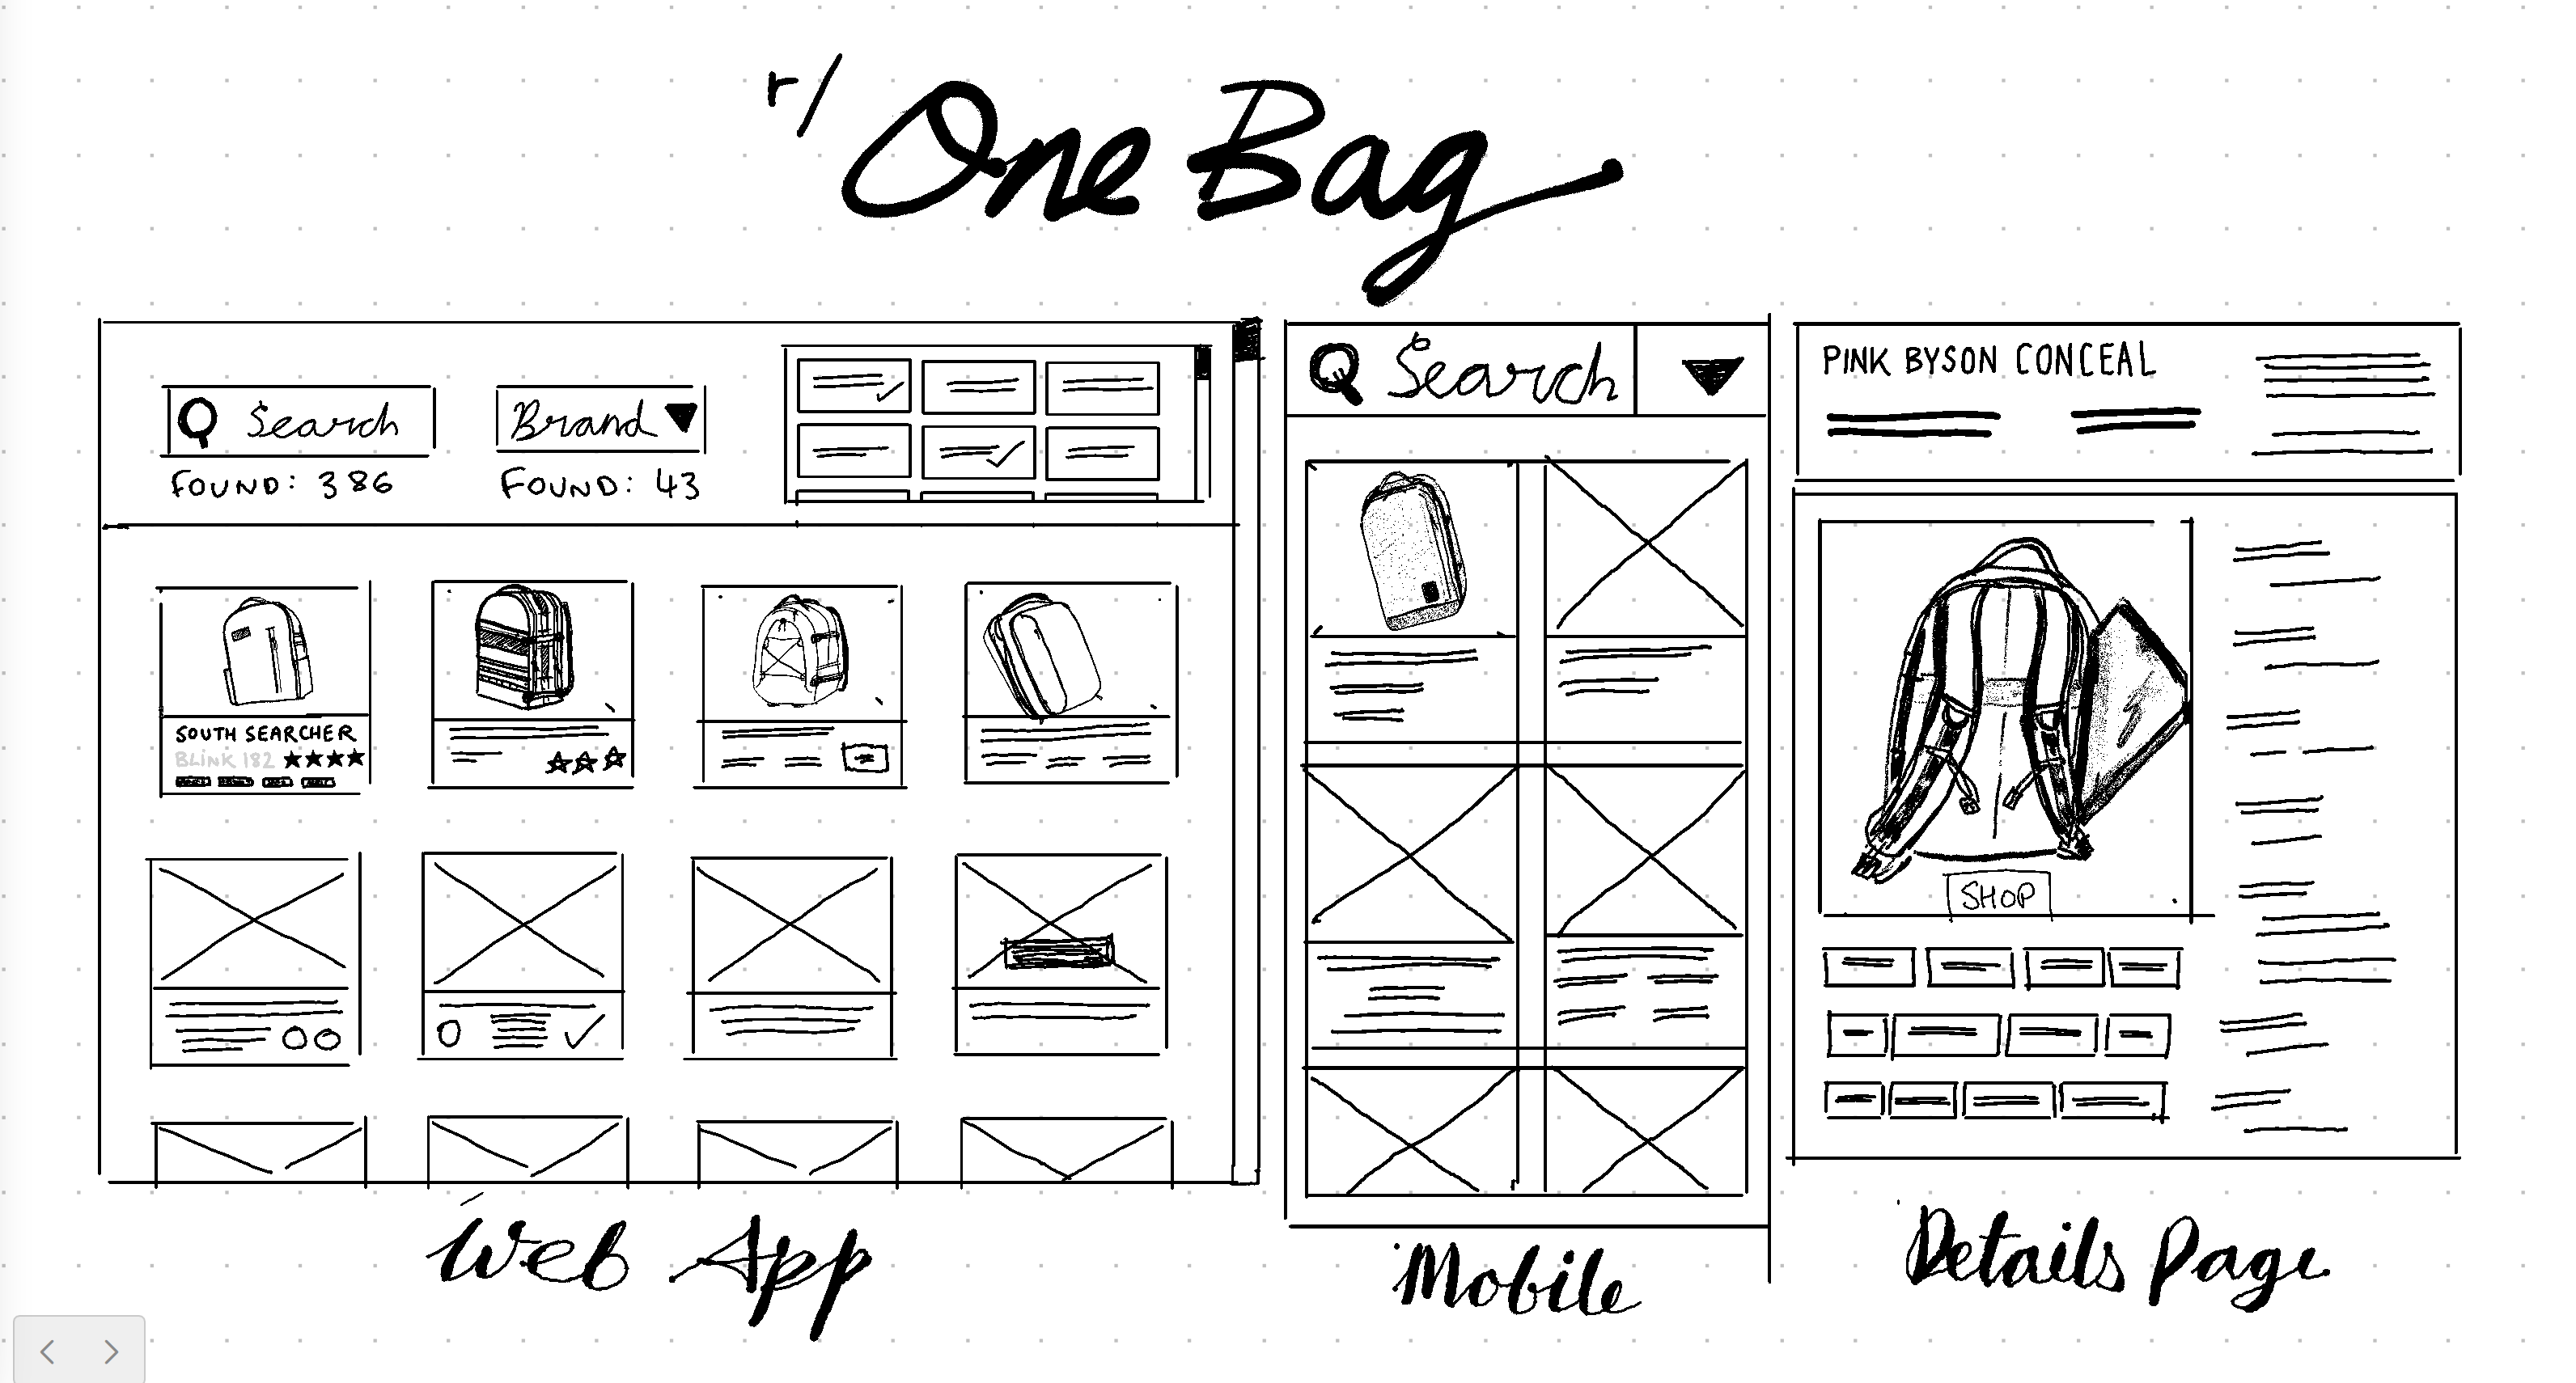 r/ One Bag
Search
Brand
FOUND: 386
FOUND: 43
SOUTH SEARCHER
BLINK 182
Web App
Search
Mobile
PINK BYSON CONCEAL
SHOP
Details Page